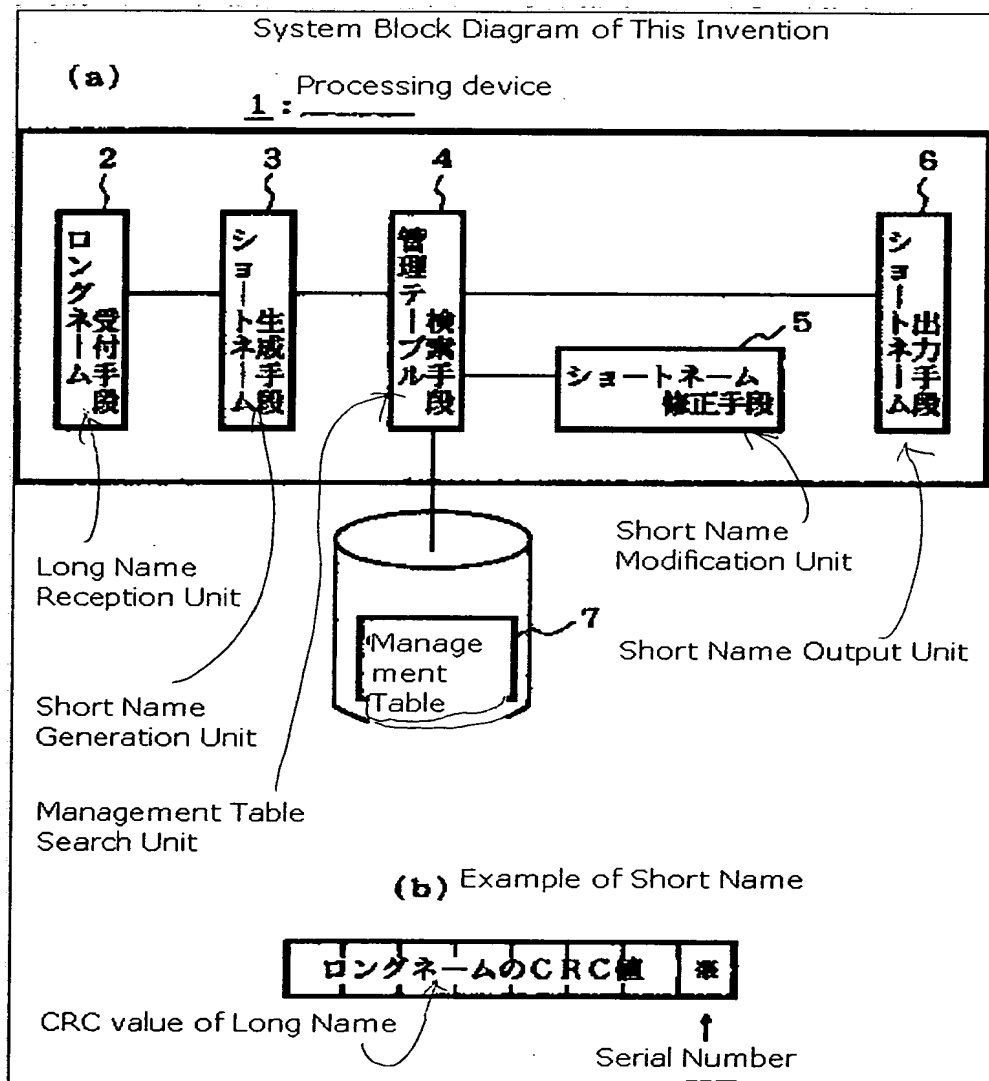 System Block Diagram of This Invention
(a)
1 : Processing device
2
3
4
6
ロングネーム
受付手段
ショートネーム
生成手段
管理テーブル
検索手段
ショートネーム
出力手段
5
ショートネーム
修正手段
Long Name
Reception Unit
Short Name
Modification Unit
7
Manage
ment
Table
Short Name Output Unit
Short Name
Generation Unit
Management Table
Search Unit
(b) Example of Short Name
ロングネームのCRC値
CRC value of Long Name
Serial Number